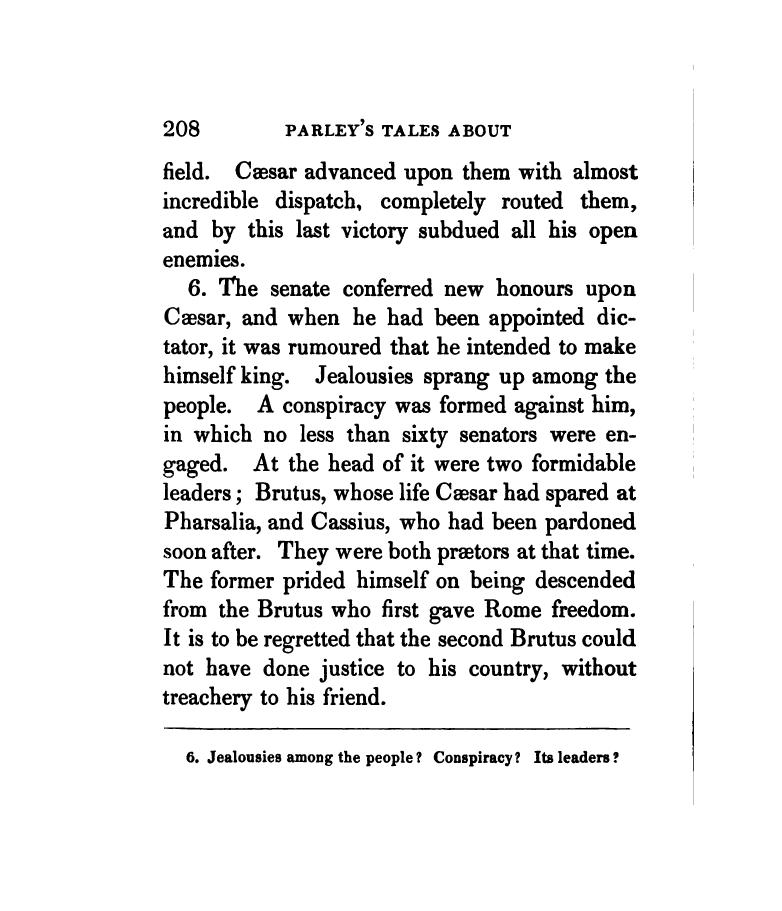 208 PARLEY'S TALES ABOUT
field. Cæsar advanced upon them with almost
incredible dispatch, completely routed them,
and by this last victory subdued all his open
enemies.
6. The senate conferred new honours upon
Cæsar, and when he had been appointed dic-
tator, it was rumoured that he intended to make
himself king. Jealousies sprang up among the
people. A conspiracy was formed against him,
in which no less than sixty senators were en-
gaged. At the head of it were two formidable
leaders; Brutus, whose life Cæsar had spared at
Pharsalia, and Cassius, who had been pardoned
soon after. They were both prætors at that time.
The former prided himself on being descended
from the Brutus who first gave Rome freedom.
It is to be regretted that the second Brutus could
not have done justice to his country, without
treachery to his friend.
6. Jealousies among the people? Conspiracy? Its leaders?